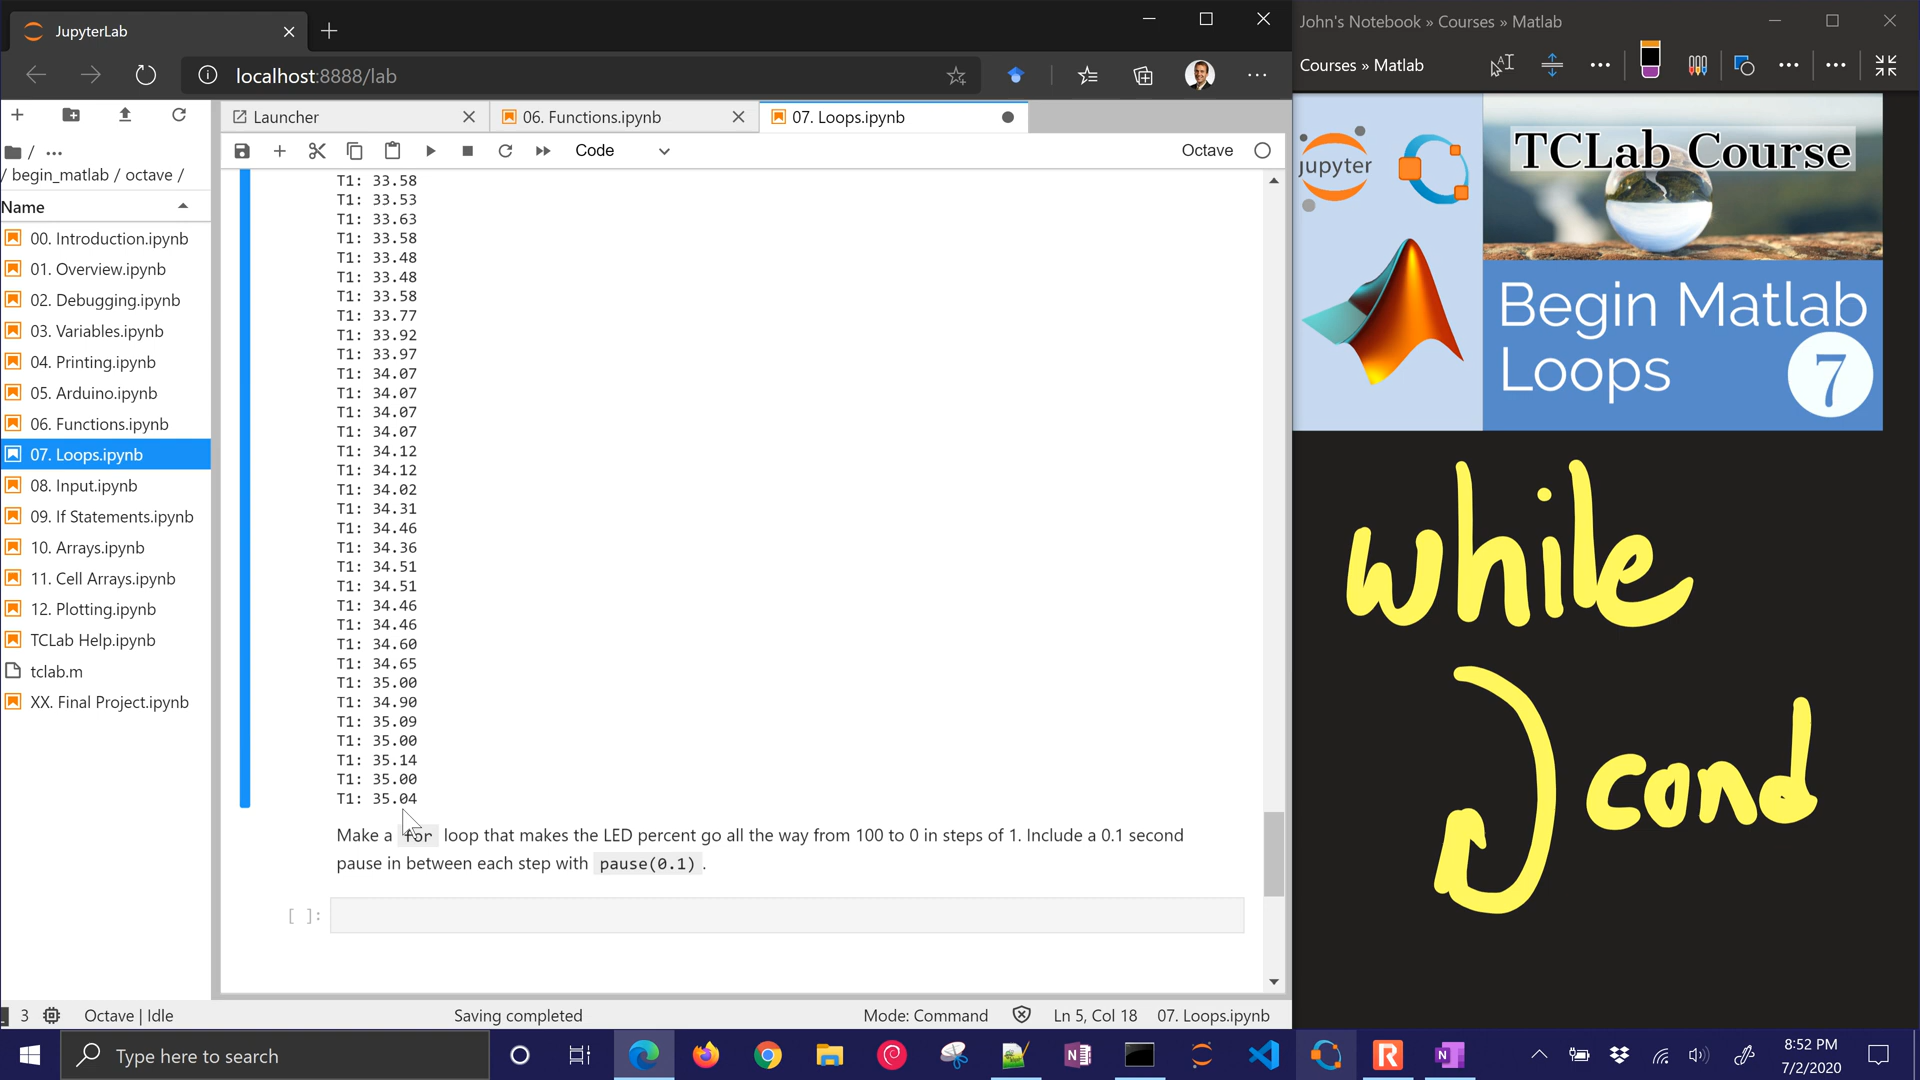 JupyterLab
localhost:8888/lab
Launcher
06. Functions.ipynb
07. Loops.ipynb
Code
Octave
/ ...
/ begin_matlab / octave /
Name
00. Introduction.ipynb
01. Overview.ipynb
02. Debugging.ipynb
03. Variables.ipynb
04. Printing.ipynb
05. Arduino.ipynb
06. Functions.ipynb
07. Loops.ipynb
08. Input.ipynb
09. If Statements.ipynb
10. Arrays.ipynb
11. Cell Arrays.ipynb
12. Plotting.ipynb
TCLab Help.ipynb
tclab.m
XX. Final Project.ipynb
T1: 33.58
T1: 33.53
T1: 33.63
T1: 33.58
T1: 33.48
T1: 33.48
T1: 33.58
T1: 33.77
T1: 33.92
T1: 33.97
T1: 34.07
T1: 34.07
T1: 34.07
T1: 34.07
T1: 34.12
T1: 34.12
T1: 34.02
T1: 34.31
T1: 34.46
T1: 34.36
T1: 34.51
T1: 34.51
T1: 34.46
T1: 34.46
T1: 34.60
T1: 34.65
T1: 35.00
T1: 34.90
T1: 35.09
T1: 35.00
T1: 35.14
T1: 35.00
T1: 35.04
Make a for loop that makes the LED percent go all the way from 100 to 0 in steps of 1. Include a 0.1 second
pause in between each step with pause(0.1) .
[ ]:
3 Octave | Idle Saving completed Mode: Command Ln 5, Col 18 07. Loops.ipynb
John's Notebook » Courses » Matlab
Courses » Matlab
jupyter
TCLab Course
Begin Matlab
Loops
7
while
cond
Type here to search
8:52 PM
7/2/2020